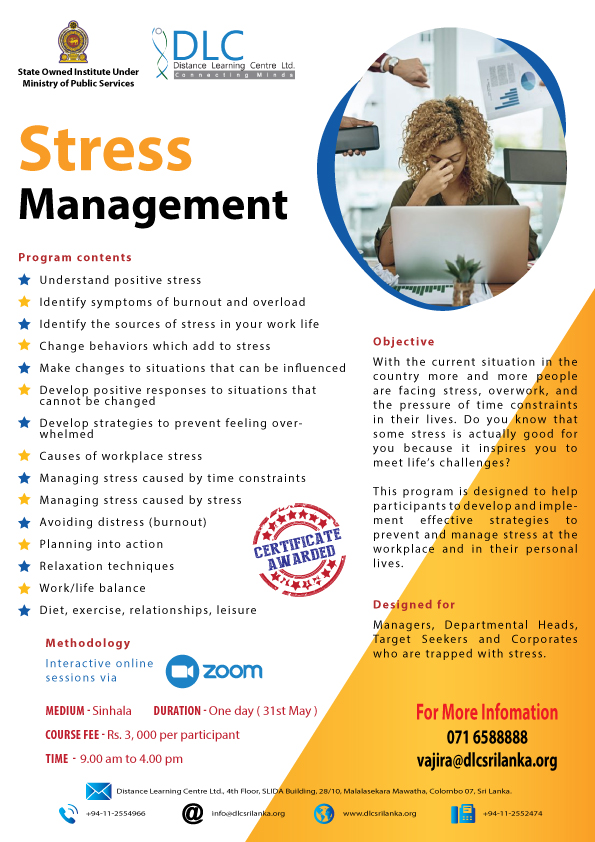 State Owned Institute Under
Ministry of Public Services
DLC
Distance Learning Centre Ltd.
Connecting Minds
Stress
Management
Program contents
Understand positive stress
Identify symptoms of burnout and overload
Identify the sources of stress in your work life
Change behaviors which add to stress
Make changes to situations that can be influenced
Develop positive responses to situations that
cannot be changed
Develop strategies to prevent feeling over-
whelmed
Causes of workplace stress
Managing stress caused by time constraints
Managing stress caused by stress
Avoiding distress (burnout)
Planning into action
Relaxation techniques
Work/life balance
Diet, exercise, relationships, leisure
CERTIFICATE
AWARDED
Objective
With the current situation in the
country more and more people
are facing stress, overwork, and
the pressure of time constraints
in their lives. Do you know that
some stress is actually good for
you because it inspires you to
meet life's challenges?
This program is designed to help
participants to develop and imple-
ment effective strategies to
prevent and manage stress at the
workplace and in their personal
lives.
Designed for
Managers, Departmental Heads,
Target Seekers and Corporates
who are trapped with stress.
Methodology
Interactive online
sessions via
zoom
MEDIUM - Sinhala DURATION - One day ( 31st May )
COURSE FEE - Rs. 3, 000 per participant
TIME - 9.00 am to 4.00 pm
For More Infomation
071 6588888
vajira@dlcsrilanka.org
Distance Learning Centre Ltd., 4th Floor, SLIDA Building, 28/10, Malalasekara Mawatha, Colombo 07, Sri Lanka.
+94-11-2554966 info@dlcsrilanka.org www.dlcsrilanka.org +94-11-2552474